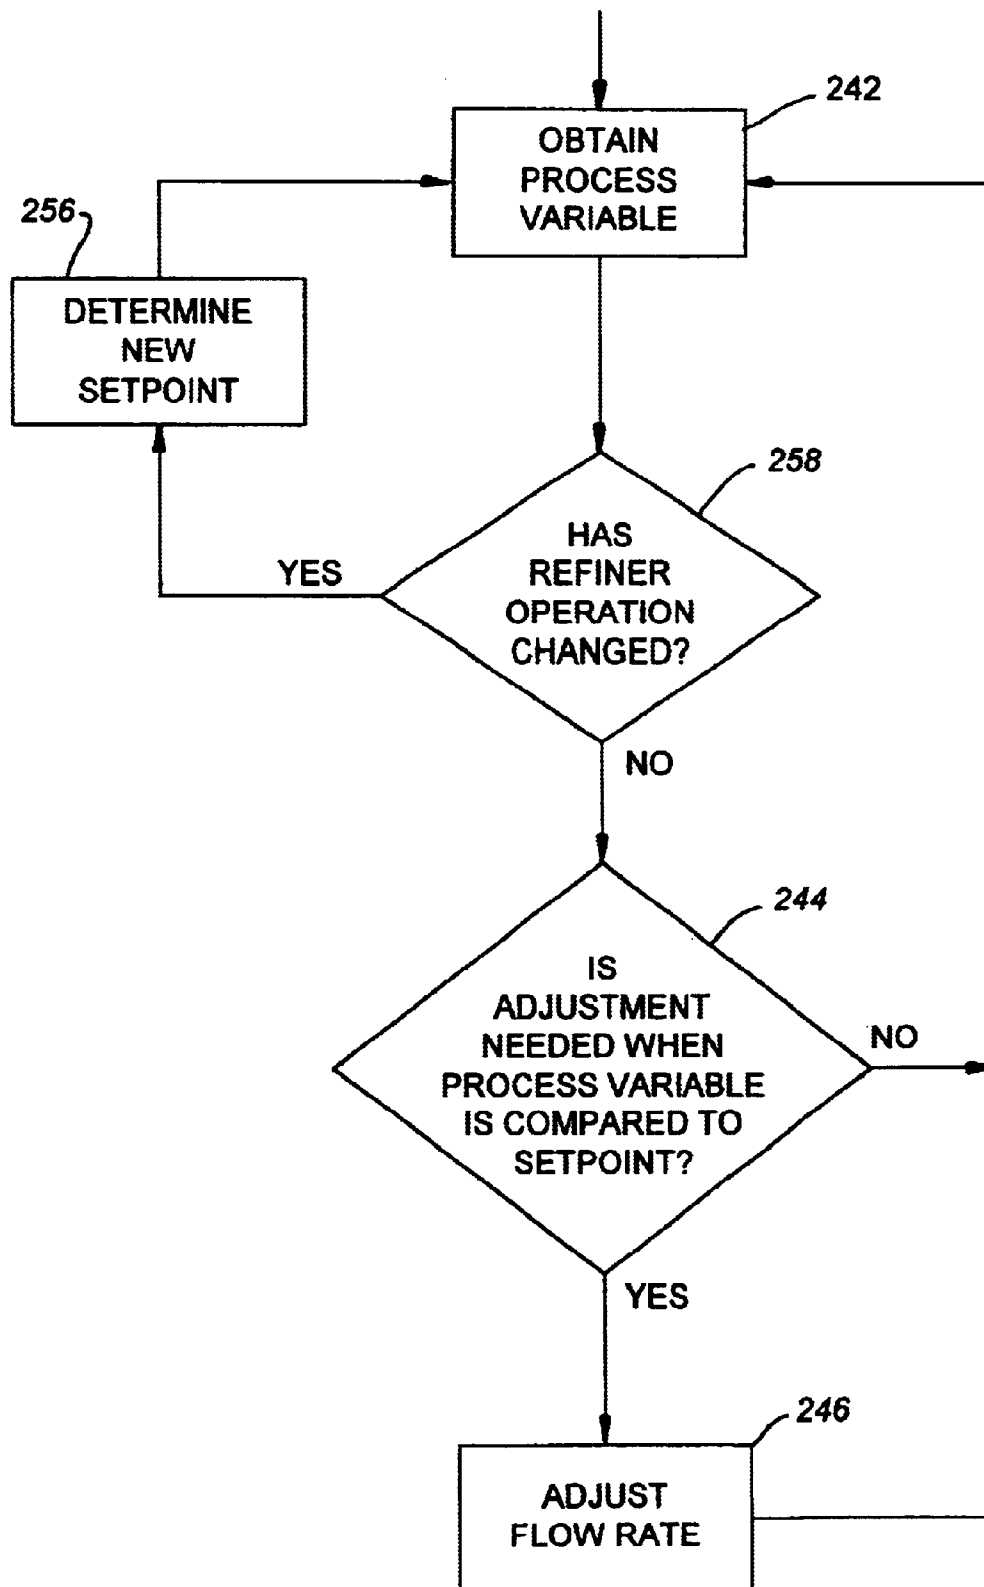 242
OBTAIN
PROCESS
VARIABLE
256
DETERMINE
NEW
SETPOINT
258
HAS
REFINER
OPERATION
CHANGED?
YES
NO
244
IS
ADJUSTMENT
NEEDED WHEN
PROCESS VARIABLE
IS COMPARED TO
SETPOINT?
NO
YES
246
ADJUST
FLOW RATE